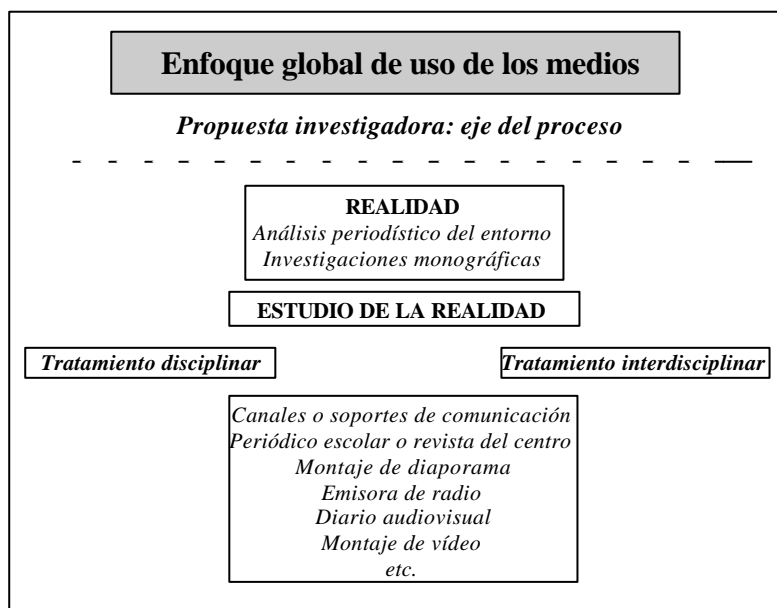 Enfoque global de uso de los medios
Propuesta investigadora: eje del proceso
REALIDAD
Análisis periodístico del entorno
Investigaciones monográficas
ESTUDIO DE LA REALIDAD
Tratamiento disciplinar
Tratamiento interdisciplinar
Canales o soportes de comunicación
Periódico escolar o revista del centro
Montaje de diaporama
Emisora de radio
Diario audiovisual
Montaje de vídeo
etc.